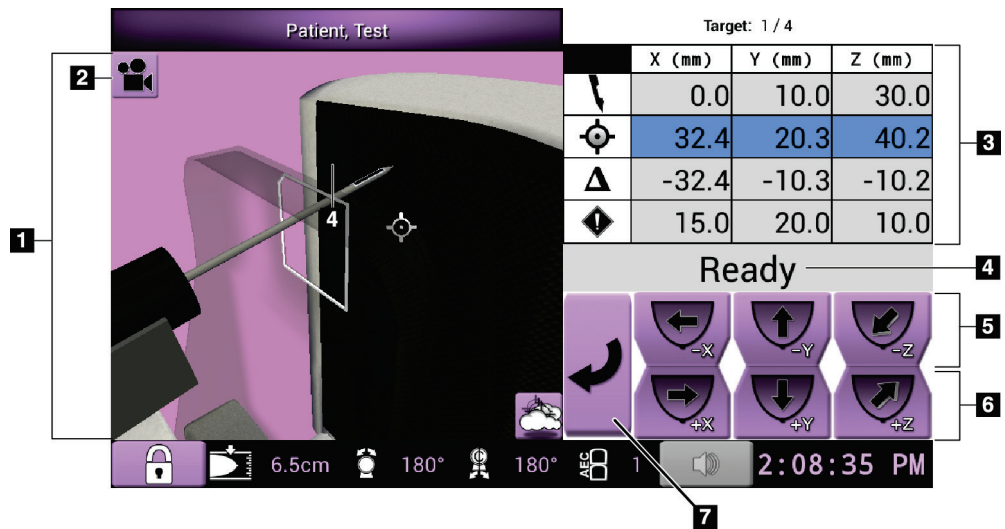 Patient, Test
Target: 1 / 4
X (mm) Y (mm) Z (mm)
0.0 10.0 30.0
32.4 20.3 40.2
Δ -32.4 -10.3 -10.2
15.0 20.0 10.0
Ready
-X -Y -Z
+X +Y +Z
4
6.5cm 180° 180° AEC 1 2:08:35 PM
1
2
3
4
5
6
7